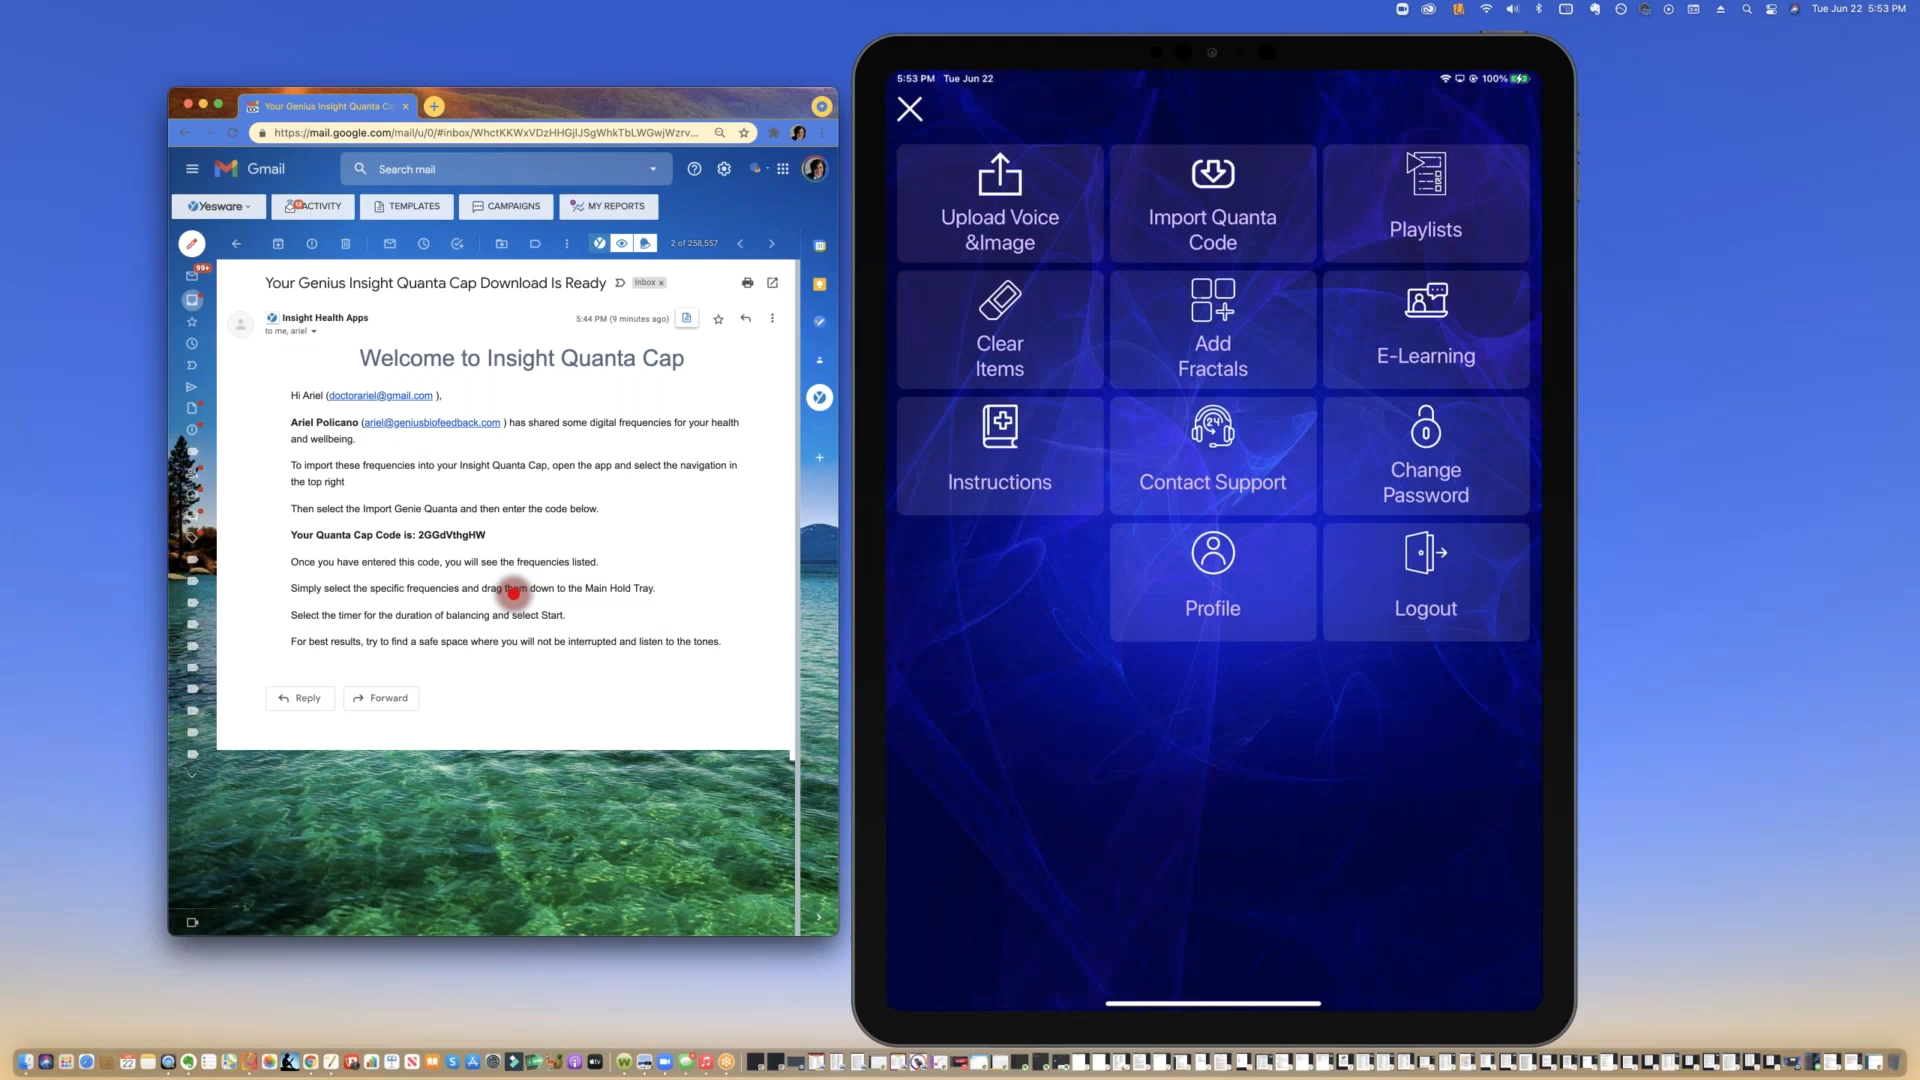 Tue Jun 22 5:53 PM
Your Genius Insight Quanta C
https://mail.google.com/mail/u/0/#inbox/WhctKKWxVDzHHGjlJSgWhkTbLWGwjWzrv...
Gmail
Search mail
Yesware
ACTIVITY
TEMPLATES
CAMPAIGNS
MY REPORTS
2 of 258,557
99+
Your Genius Insight Quanta Cap Download Is Ready
Inbox x
Insight Health Apps
5:44 PM (9 minutes ago)
to me, ariel
Welcome to Insight Quanta Cap
Hi Ariel (doctorariel@gmail.com ),
Ariel Policano (ariel@geniusbiofeedback.com ) has shared some digital frequencies for your health
and wellbeing.
To import these frequencies into your Insight Quanta Cap, open the app and select the navigation in
the top right
Then select the Import Genie Quanta and then enter the code below.
Your Quanta Cap Code is: 2GGdVthgHW
Once you have entered this code, you will see the frequencies listed.
Simply select the specific frequencies and drag them down to the Main Hold Tray.
Select the timer for the duration of balancing and select Start.
For best results, try to find a safe space where you will not be interrupted and listen to the tones.
Reply
Forward
5:53 PM Tue Jun 22
100%
Upload Voice
&Image
Import Quanta
Code
Playlists
Clear
Items
Add
Fractals
E-Learning
Instructions
24
Contact Support
Change
Password
Profile
Logout